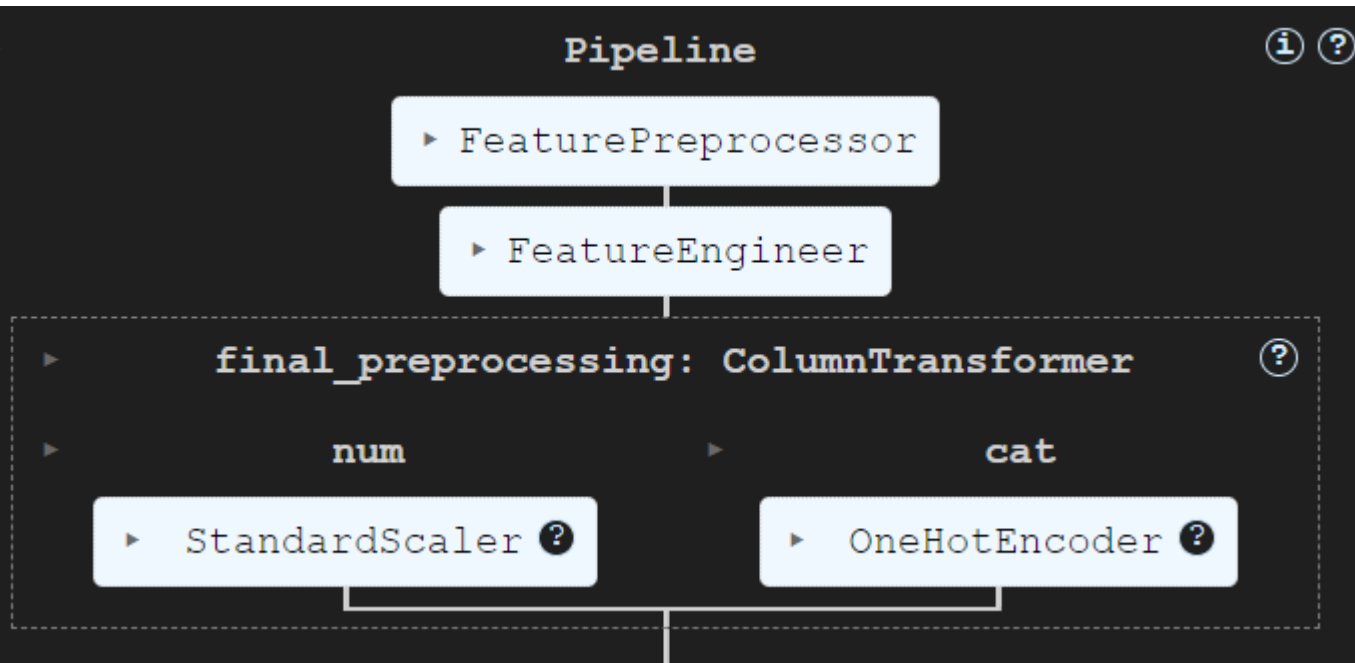 Pipeline i ?
FeaturePreprocessor
FeatureEngineer
final_preprocessing: ColumnTransformer ?
num cat
StandardScaler ? OneHotEncoder ?